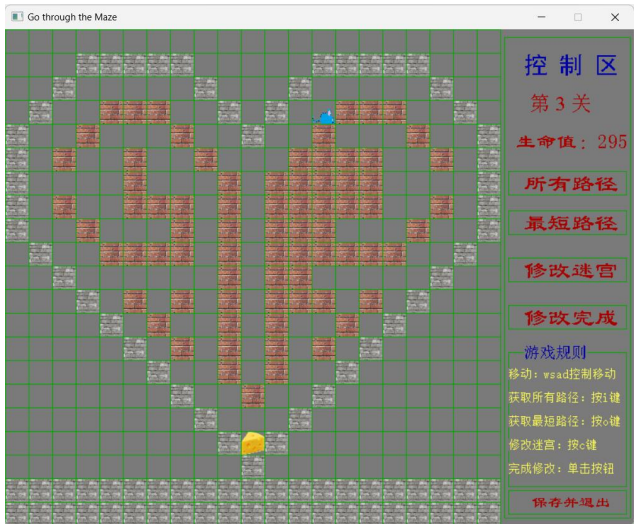 Go through the Maze
控 制 区
第 3 关
生命值：295
所有路径
最短路径
修改迷宫
修改完成
游戏规则
移动：wsad控制移动
获取所有路径：按i键
获取最短路径：按o键
修改迷宫：按c键
完成修改：单击按钮
保存并退出